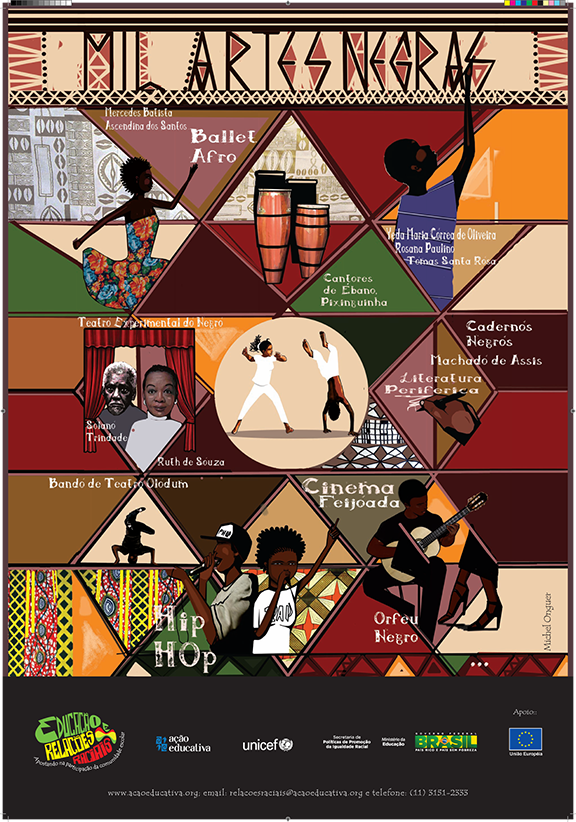 MIL ARTES NEGRAS
Mercedes Batista
Ascendina dos Santos
Ballet
Afro
Yeda Maria Córrea de Oliveira
Rosana Paulino
Tomas Santa Rosa
Cantores
de Ébano,
Pixinguinha
Teatro Experimental do Negro
Cadernos
Negros
Machado de Assis
Literatura
Periferica
Solano
Trindade
Ruth de Souza
Bando de Teatro Olodum
Cinema
Feijoada
Hip
HOp
Orfeu
Negro
...
Michel Onguer
EDUCAÇÃO E
RELAÇÕES
RACIAIS
Apostando na Participação da comunidade escolar
ação
educativa
unicef
Secretaria de
Políticas de Promoção
da Igualdade Racial
Ministério da
Educação
GOVERNO FEDERAL
BRASIL
PAÍS RICO É PAÍS SEM POBREZA
Apoio:
União Européia
www.acaoeducativa.org; email: relacoesraciais@acaoeducativa.org e telefone: (11) 3151-2333